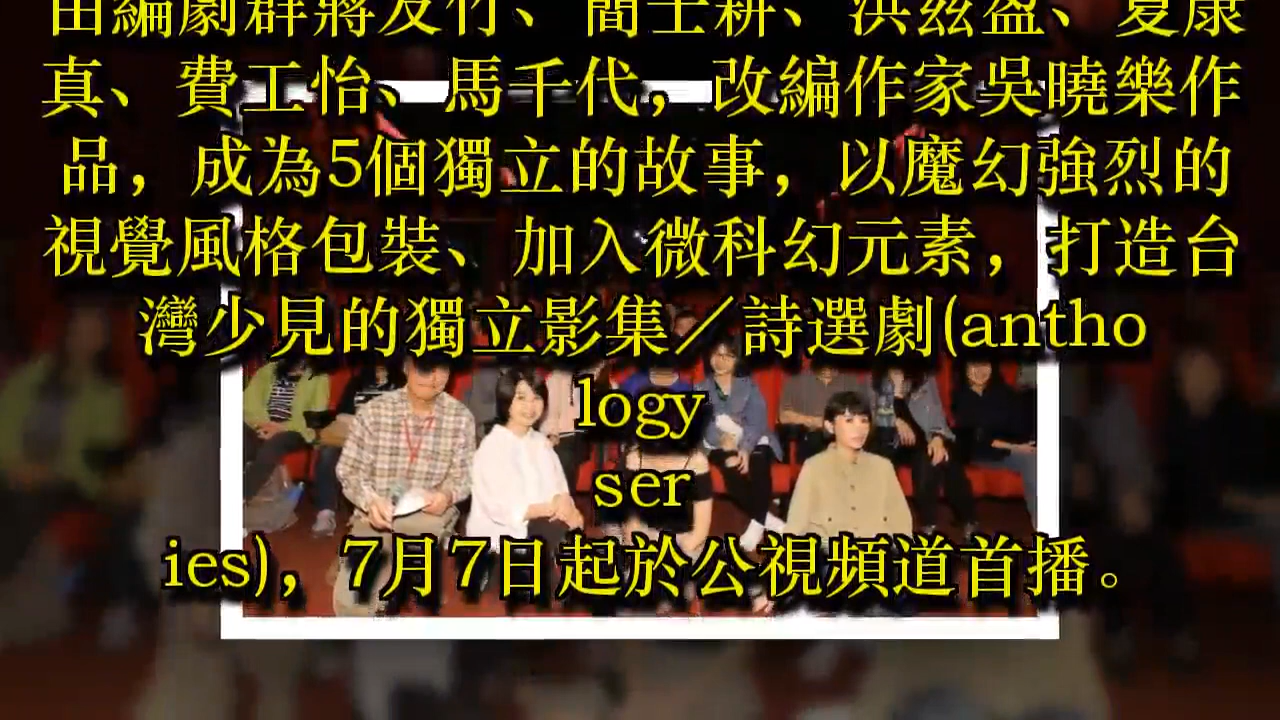 由編劇群蔣友竹、簡士耕、洪茲盈、夏康
真、費工怡、馬千代，改編作家吳曉樂作
品，成為5個獨立的故事，以魔幻強烈的
視覺風格包裝、加入微科幻元素，打造台
灣少見的獨立影集／詩選劇(antho
logy
ser
ies)，7月7日起於公視頻道首播。